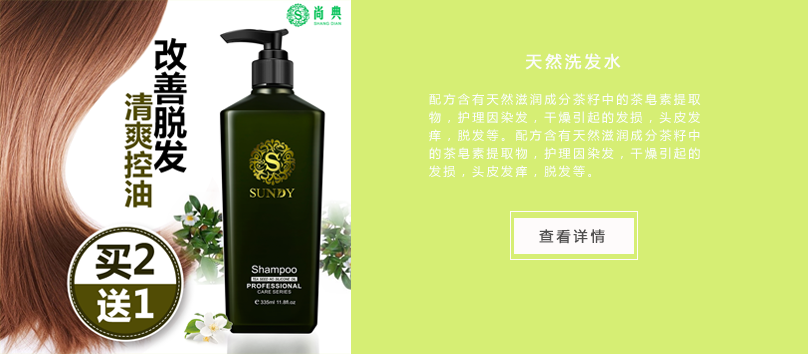 尚典
SHANG DIAN
改善脱发
清爽控油
买2
送1
S
SUNDY
Shampoo
PROFESSIONAL
CARE SERIES
℮335ml 11.8fl.oz
天然洗发水
配方含有天然滋润成分茶籽中的茶皂素提取
物，护理因染发，干燥引起的发损，头皮发
痒，脱发等。配方含有天然滋润成分茶籽中
的茶皂素提取物，护理因染发，干燥引起的
发损，头皮发痒，脱发等。
查看详情